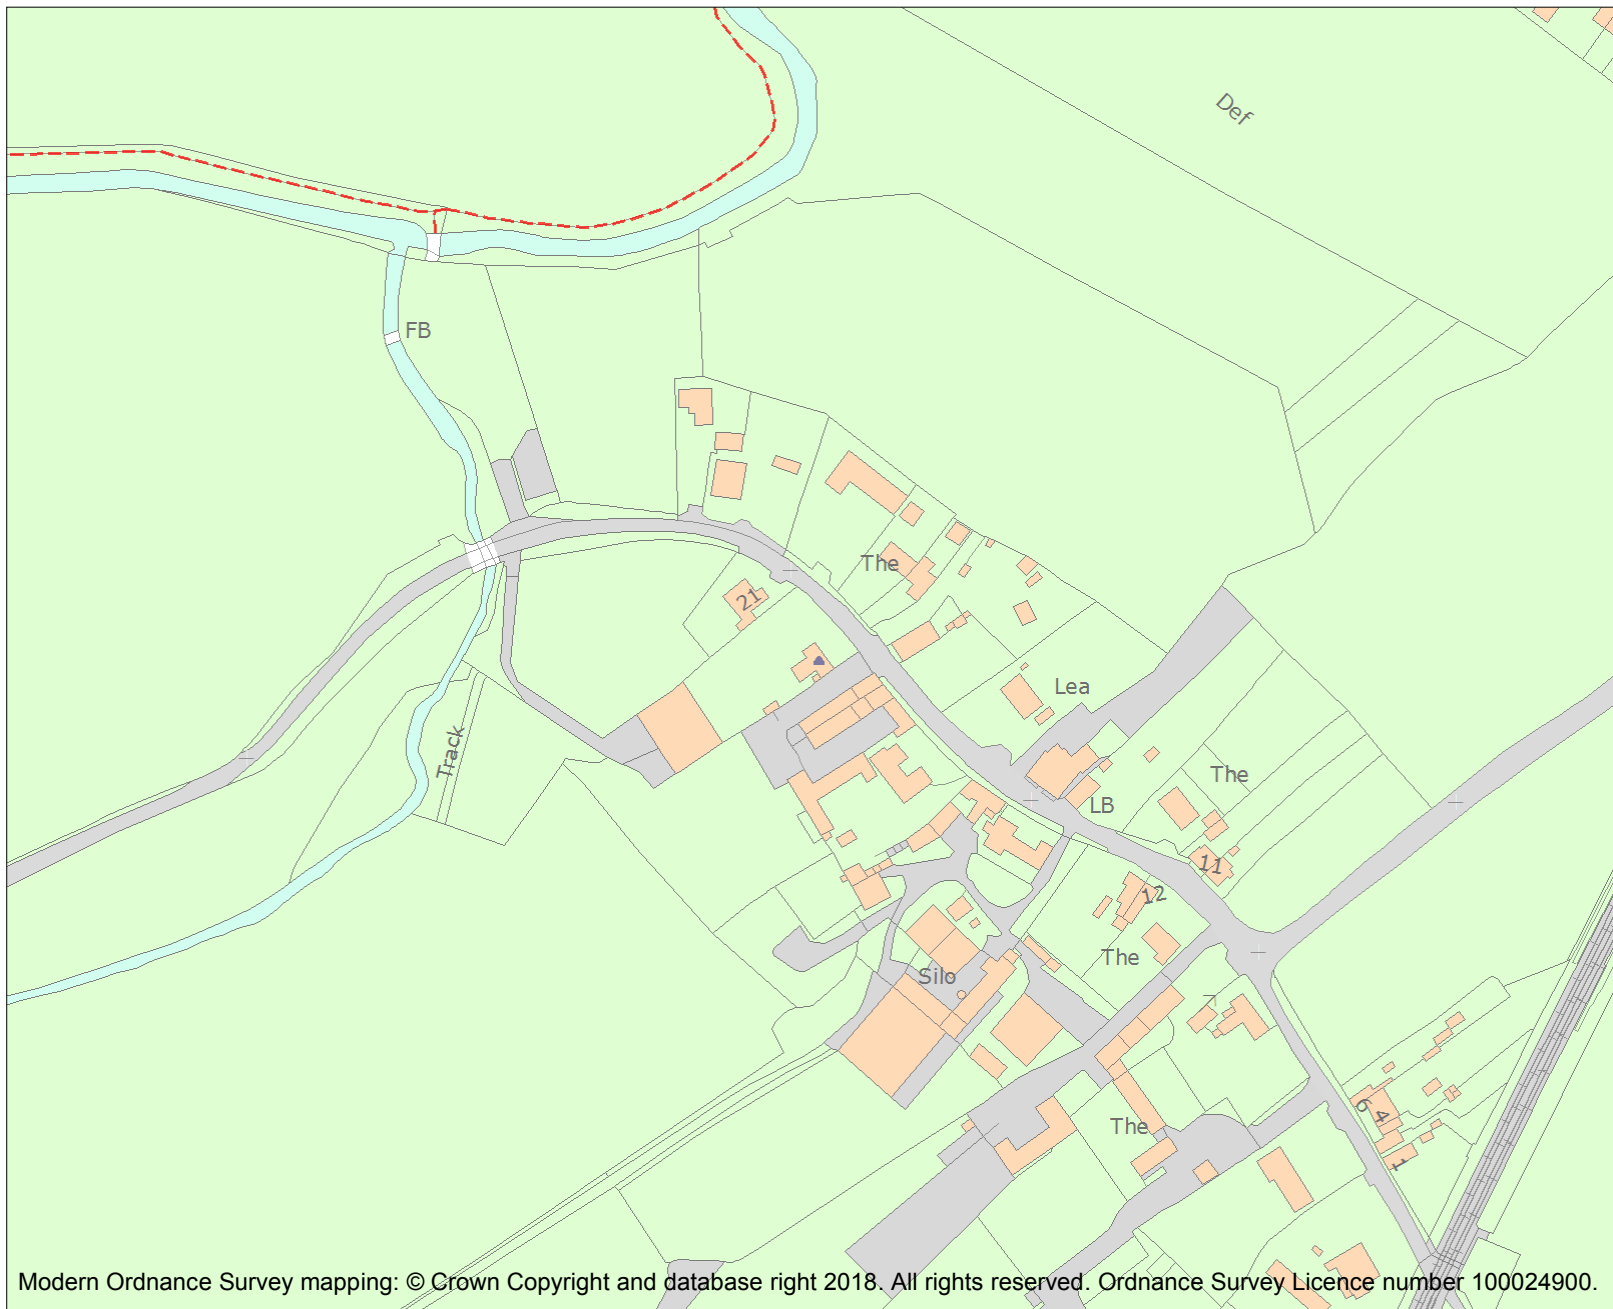 Def
FB
The
21
Lea
Track
The
LB
11
12
The
Silo
6
4
The
1
Modern Ordnance Survey mapping: © Crown Copyright and database right 2018. All rights reserved. Ordnance Survey Licence number 100024900.